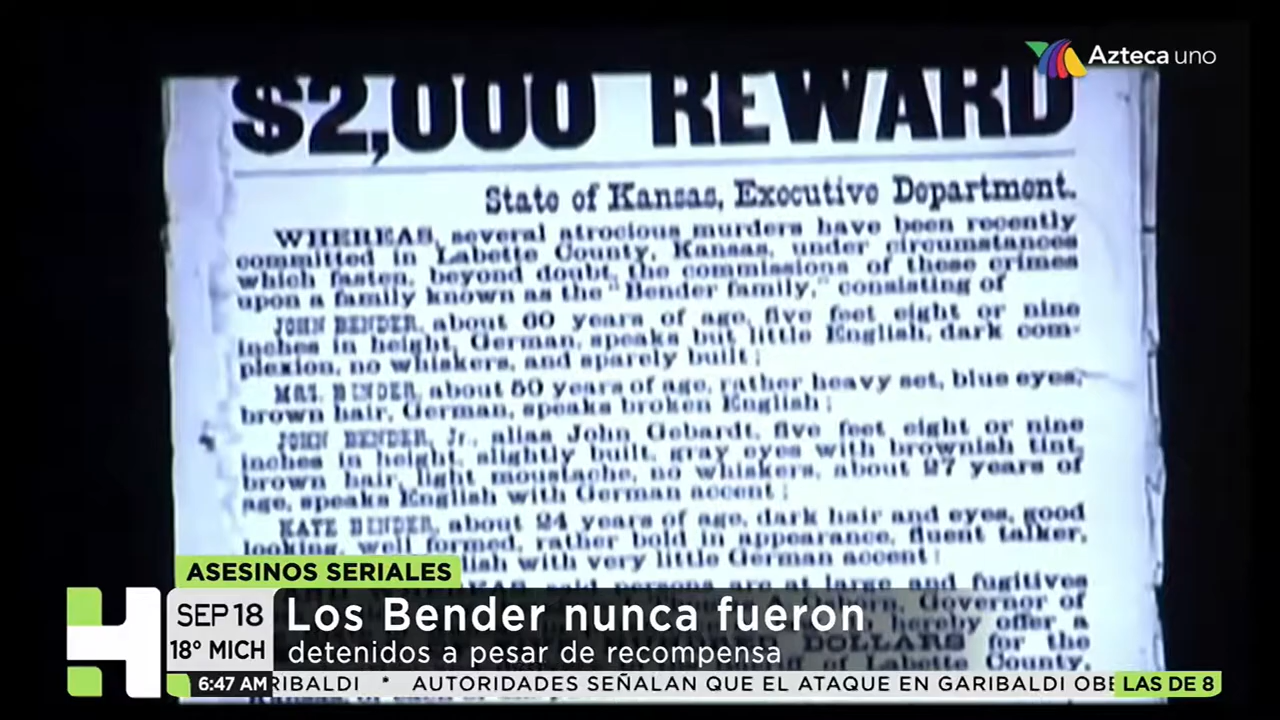 Azteca uno
$2,000 REWARD
State of Kansas, Executive Department.
WHEREAS, several atrocious murders have been recently
committed in Labette County, Kansas, under circumstances
which fasten, beyond doubt, the commissions of these crimes
upon a family known as the "Bender family," consisting of
JOHN BENDER, about 60 years of age, five feet eight or nine
inches in height, German, speaks but little English, dark com-
plexion, no whiskers, and sparely built;
MRS. BENDER, about 50 years of age, rather heavy set, blue eyes,
brown hair, German, speaks broken English;
JOHN BENDER, Jr., alias John Gebardt, five feet eight or nine
inches in height, slightly built, gray eyes with brownish tint,
brown hair, light moustache, no whiskers, about 27 years of
age, speaks English with German accent;
KATE BENDER, about 24 years of age, dark hair and eyes, good
looking, well formed, rather bold in appearance, fluent talker,
lish with very little German accent:
said persons are at large and fugitives
Governor of
hereby offer a
DOLLARS for the
of Labette County,
ASESINOS SERIALES
SEP 18
18° MICH
6:47 AM
Los Bender nunca fueron
detenidos a pesar de recompensa
RIBALDI * AUTORIDADES SEÑALAN QUE EL ATAQUE EN GARIBALDI OBE
LAS DE 8